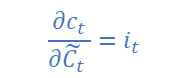 ∂c_t / ∂C̃_t = i_t